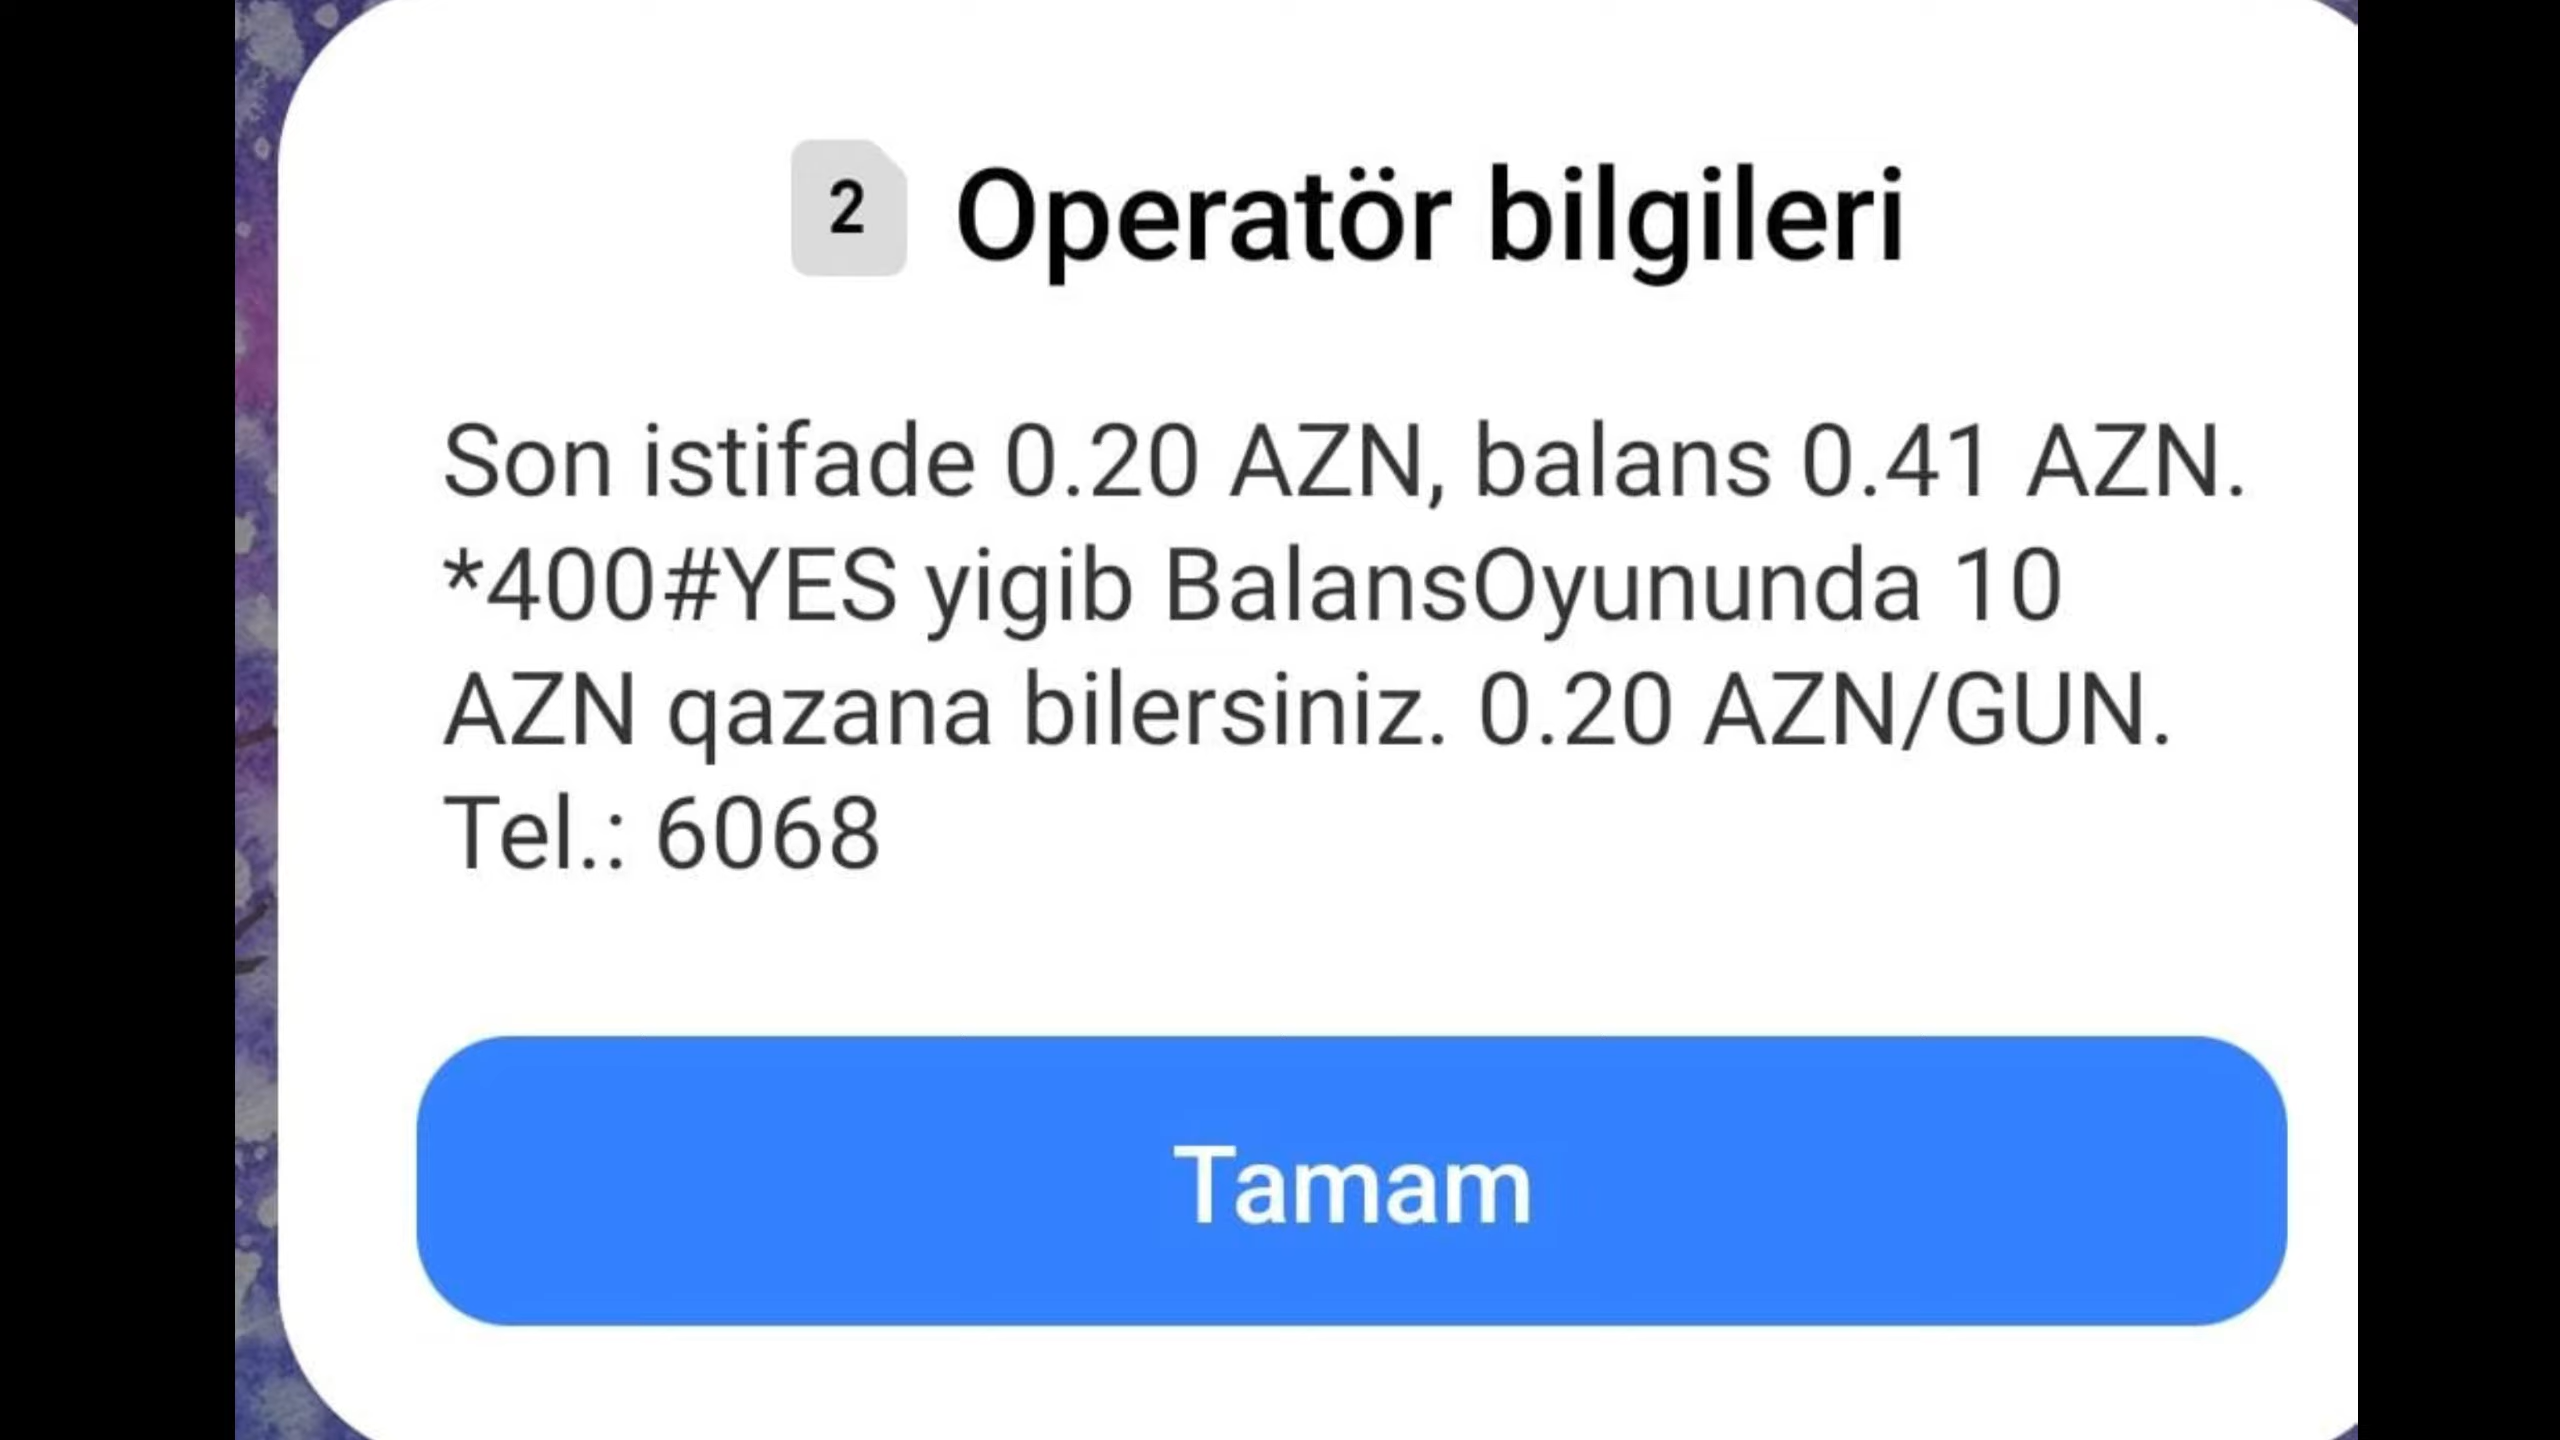 2 Operatör bilgileri
Son istifade 0.20 AZN, balans 0.41 AZN.
*400#YES yigib BalansOyununda 10
AZN qazana bilersiniz. 0.20 AZN/GUN.
Tel.: 6068
Tamam